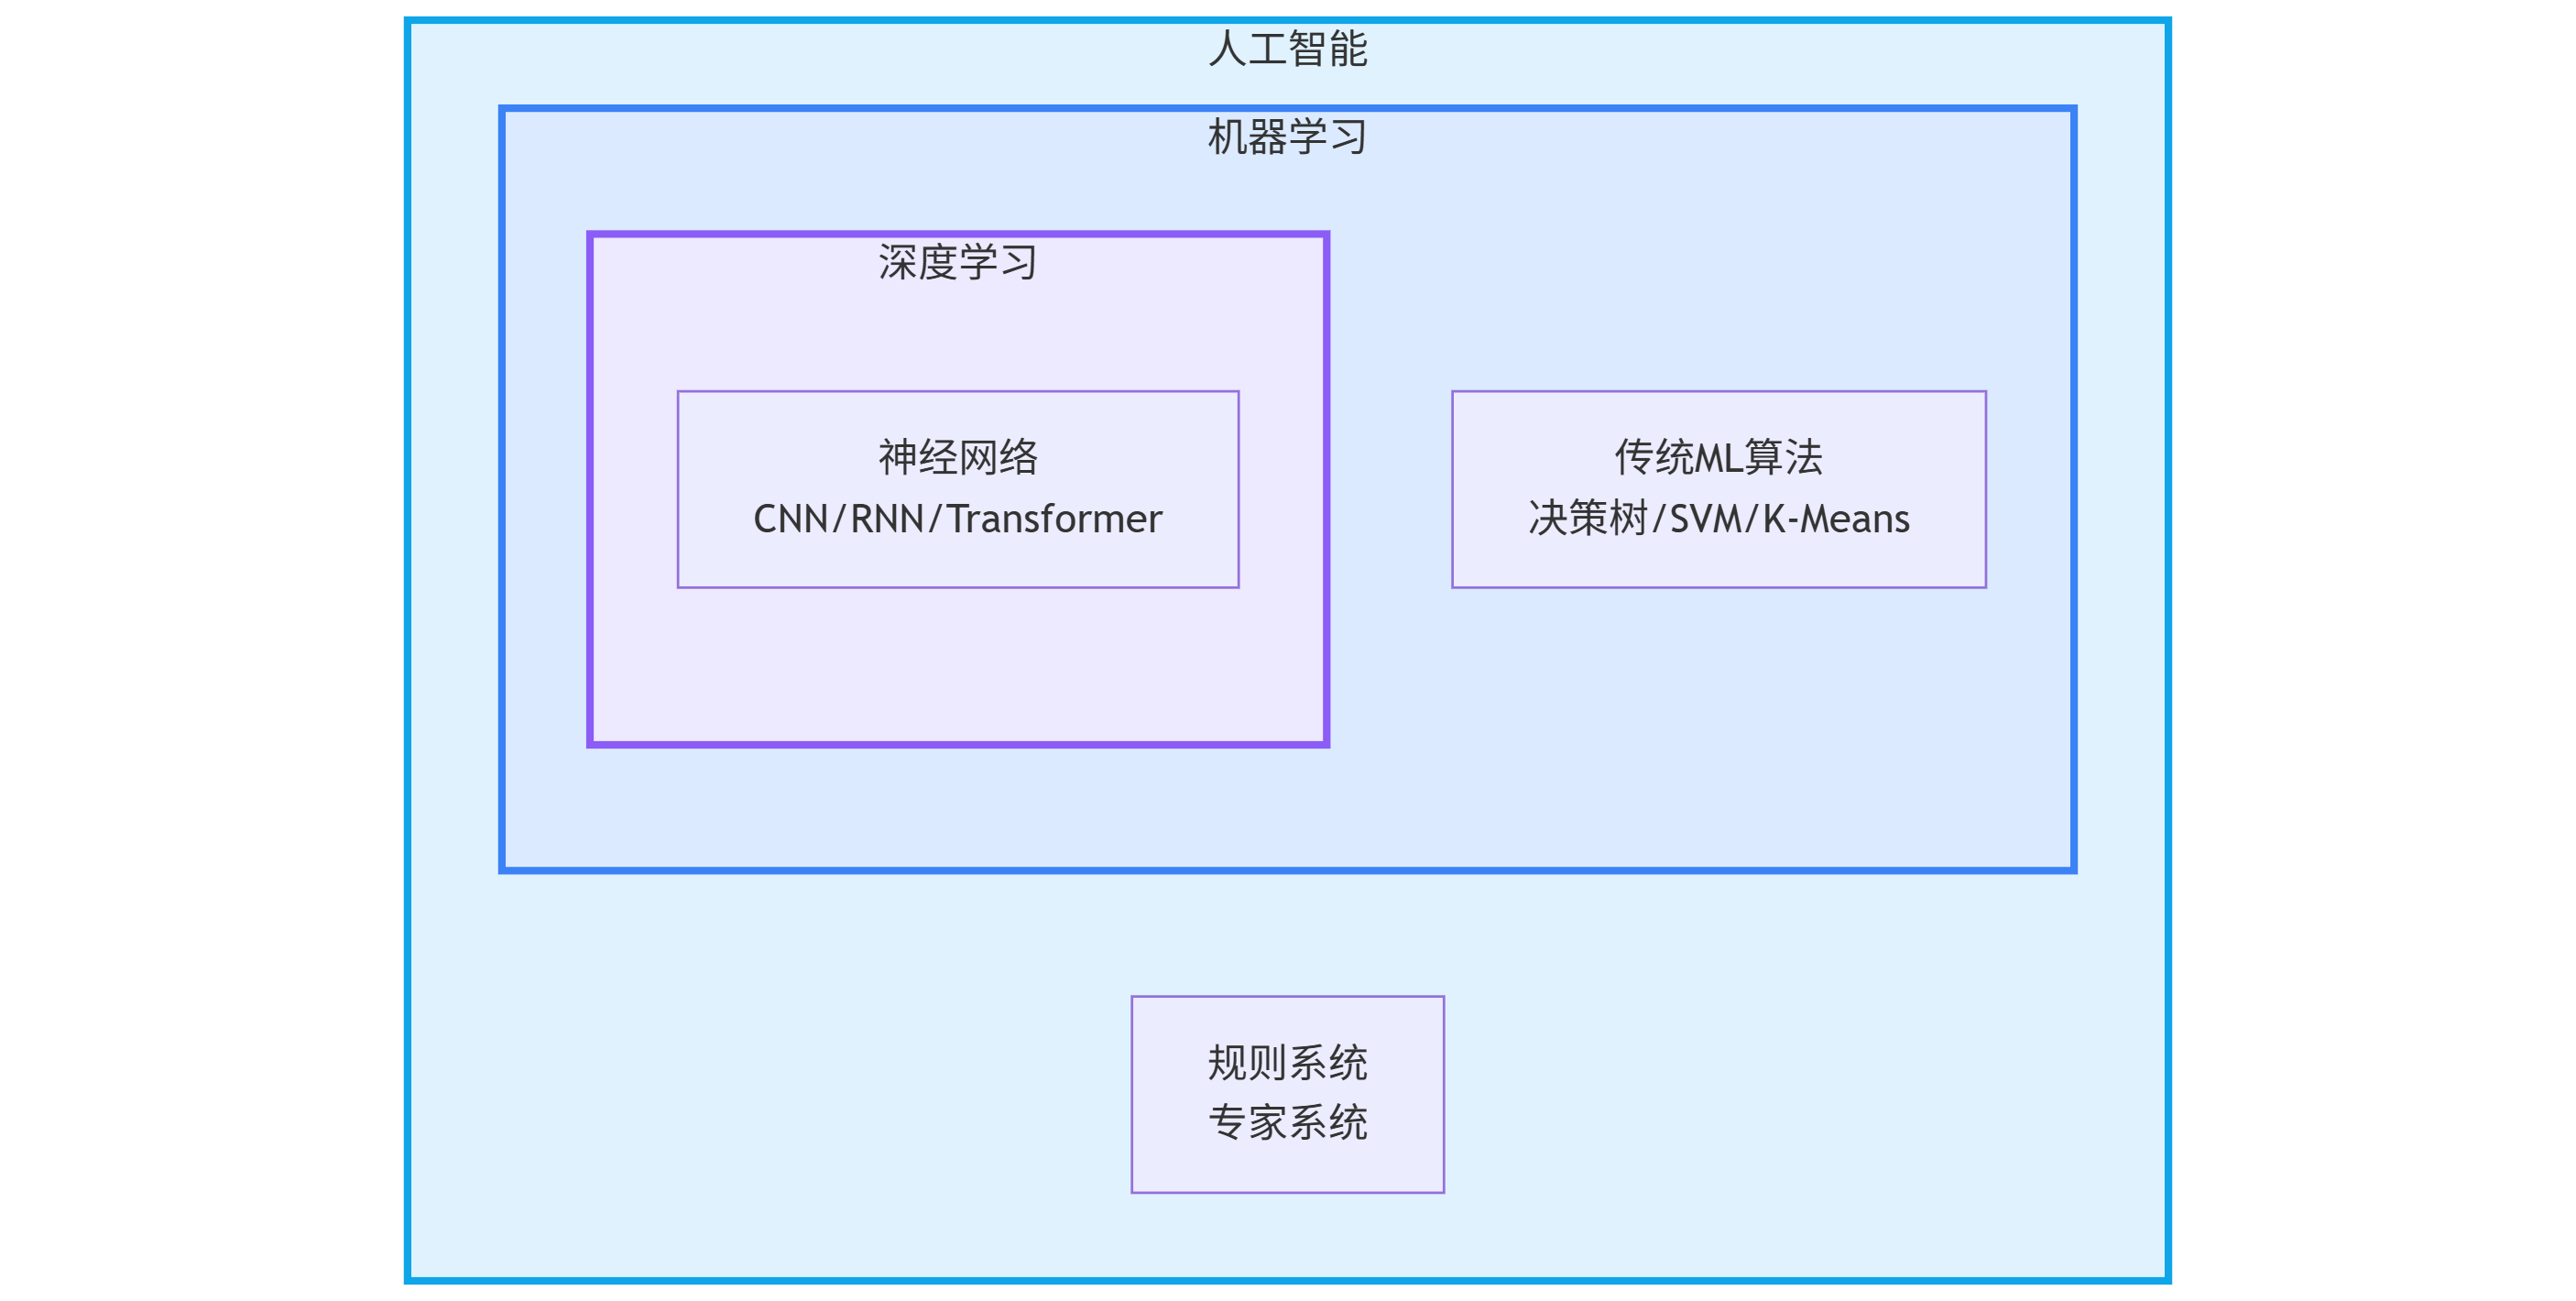 人工智能
机器学习
深度学习
神经网络
CNN/RNN/Transformer
传统ML算法
决策树/SVM/K-Means
规则系统
专家系统